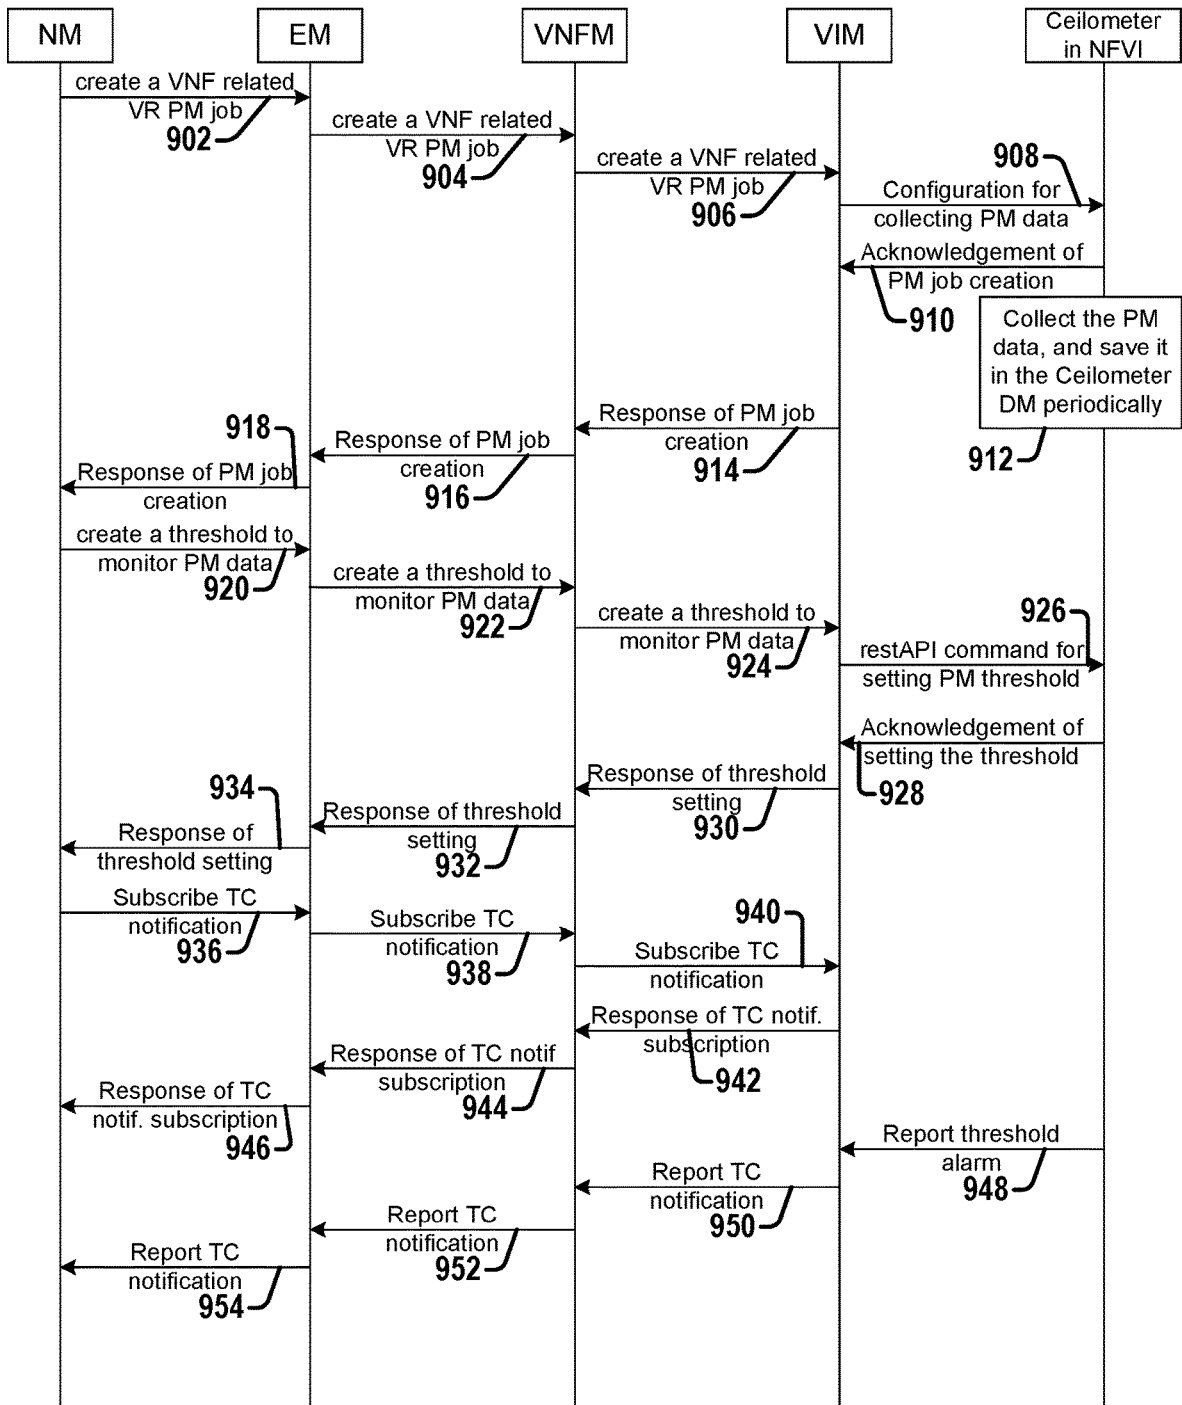 NM
EM
VNFM
VIM
Ceilometer
in NFVI
create a VNF related
VR PM job
902
create a VNF related
VR PM job
904
create a VNF related
VR PM job
906
908
Configuration for
collecting PM data
Acknowledgement of
PM job creation
910
Collect the PM
data, and save it
in the Ceilometer
DM periodically
912
Response of PM job
creation
914
Response of PM job
creation
916
918
Response of PM job
creation
create a threshold to
monitor PM data
920
create a threshold to
monitor PM data
922
create a threshold to
monitor PM data
924
926
restAPI command for
setting PM threshold
Acknowledgement of
setting the threshold
928
Response of threshold
setting
930
Response of threshold
setting
932
934
Response of
threshold setting
Subscribe TC
notification
936
Subscribe TC
notification
938
940
Subscribe TC
notification
Response of TC notif.
subscription
942
Response of TC notif
subscription
944
Response of TC
notif. subscription
946
Report threshold
alarm
948
Report TC
notification
950
Report TC
notification
952
Report TC
notification
954